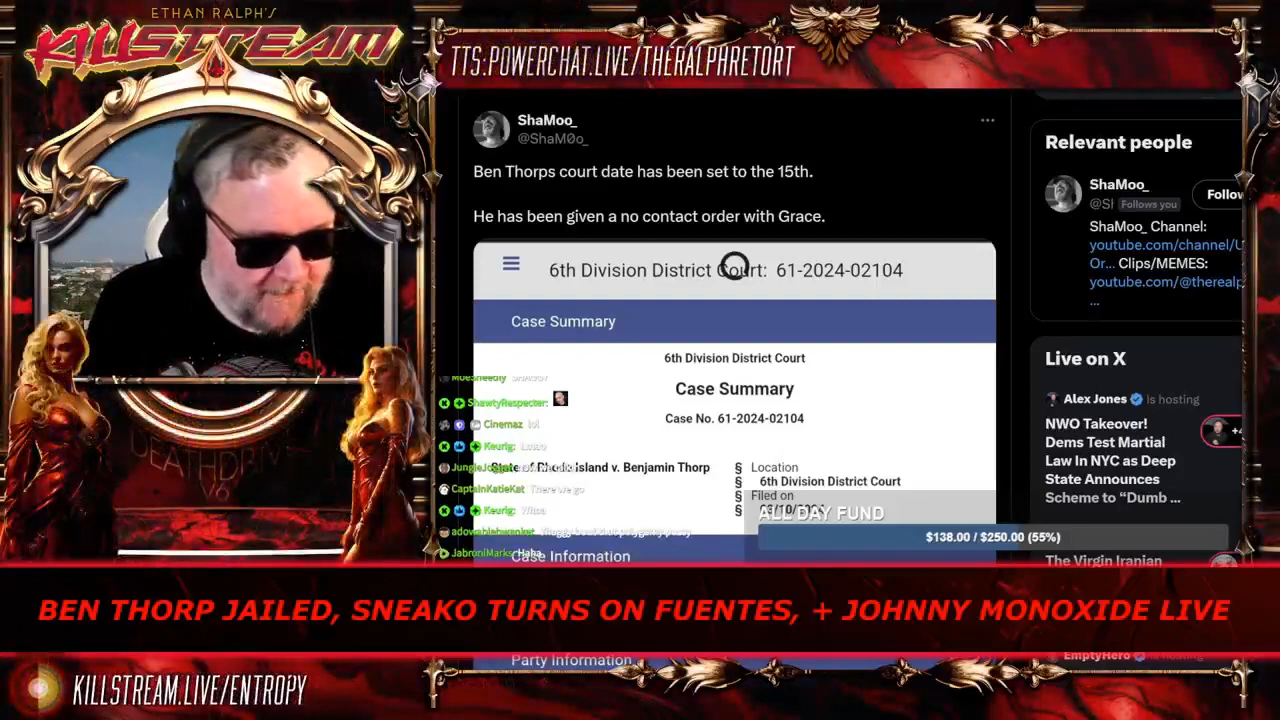 ETHAN RALPH'S
KILLSTREAM
TTS:POWERCHAT.LIVE/THERALPHRETORT
ShaMoo_
@ShaM0o_
Ben Thorps court date has been set to the 15th.
He has been given a no contact order with Grace.
6th Division District Court: 61-2024-02104
Case Summary
6th Division District Court
Case Summary
Case No. 61-2024-02104
State of Rhode Island v. Benjamin Thorp
§ Location
§ 6th Division District Court
§ Filed on
§
Case Information
Party Information
MoeSneedly
ShawtyRespecter:
Cinemaz lol
Keurig:
CaptainKatieKat There we go
Keurig: Whoa
JabroniMarks: Haha
ALL DAY FUND
$138.00 / $250.00 (55%)
Relevant people
ShaMoo_
Follow
@S
Follows you
ShaMoo_ Channel:
youtube.com/channel/U
Or... Clips/MEMES:
youtube.com/@therealp
...
Live on X
Alex Jones is hosting
NWO Takeover!
Dems Test Martial
Law In NYC as Deep
State Announces
Scheme to “Dumb ...
The Virgin Iranian
EmptyHero is hosting
DEATHDRIVE
BEN THORP JAILED, SNEAKO TURNS ON FUENTES, + JOHNNY MONOXIDE LIVE
KILLSTREAM.LIVE/ENTROPY